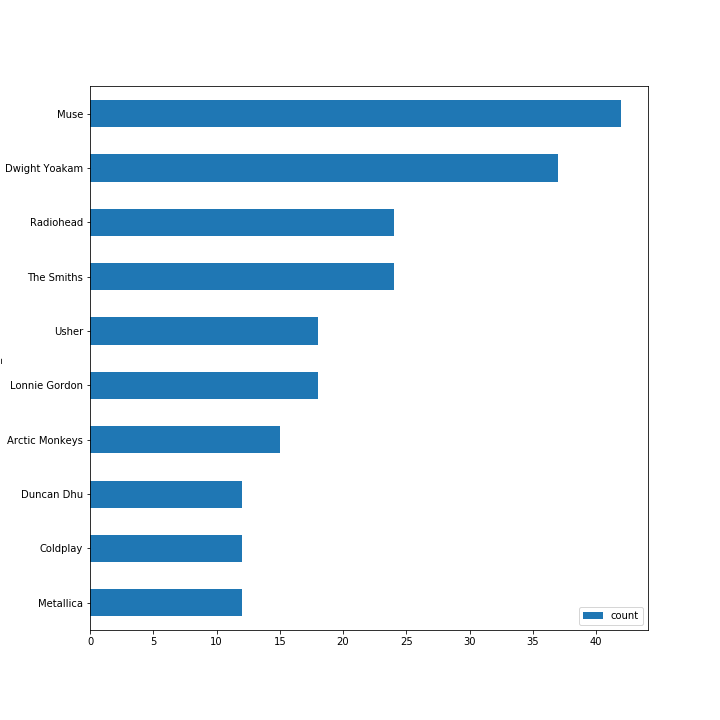 Muse
Dwight Yoakam
Radiohead
The Smiths
Usher
Lonnie Gordon
Arctic Monkeys
Duncan Dhu
Coldplay
Metallica
count
0 5 10 15 20 25 30 35 40